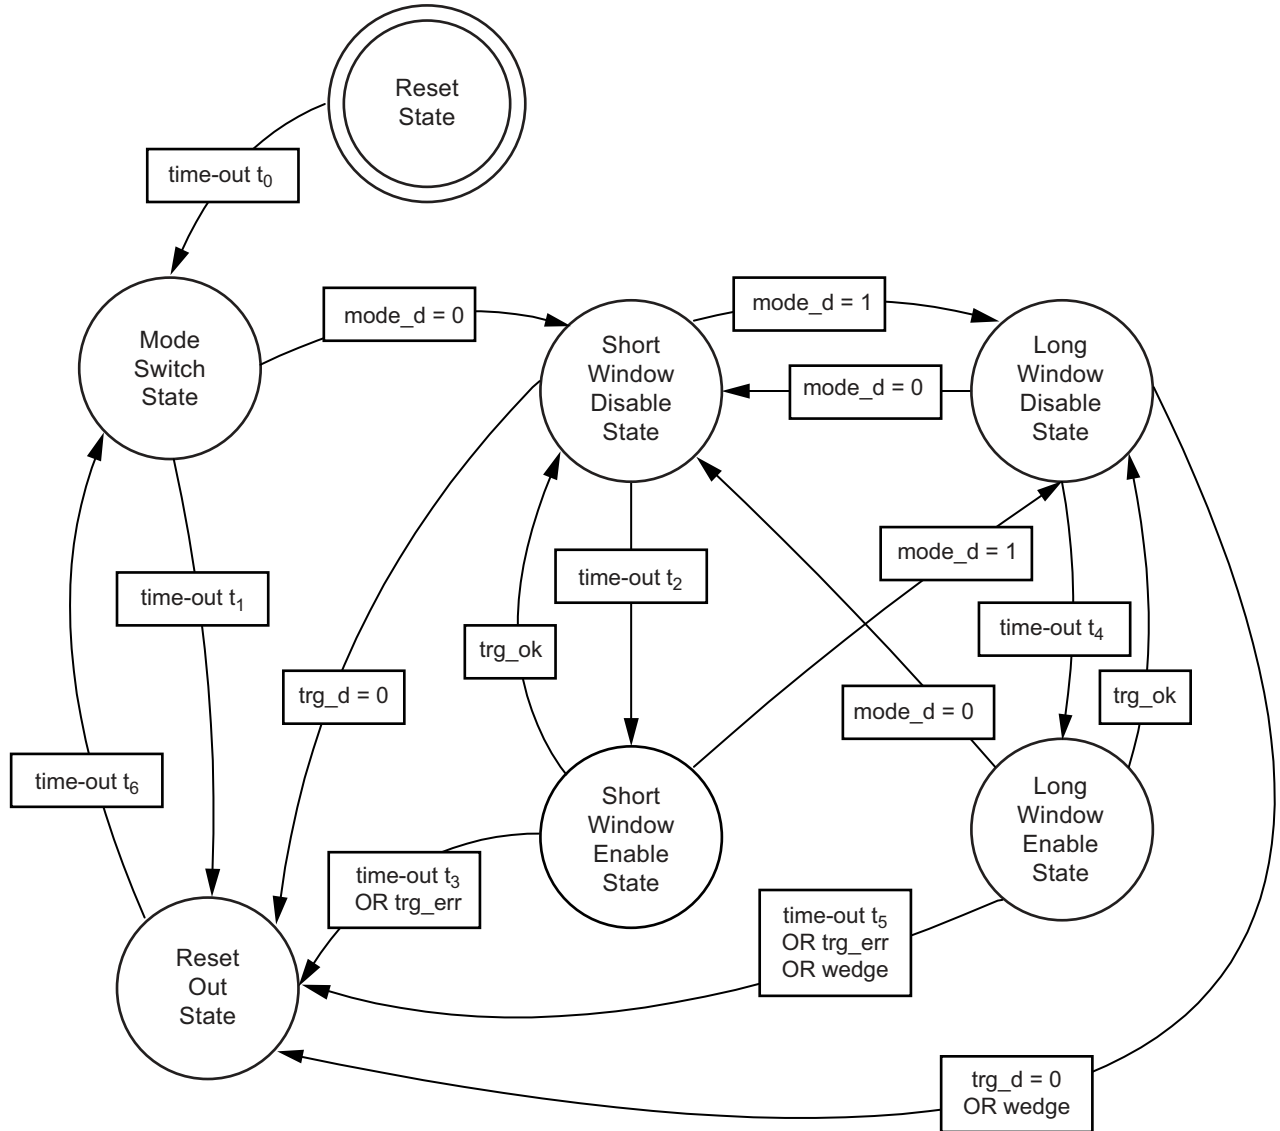 Reset
State
time-out t0
mode_d = 0
mode_d = 1
Mode
Switch
State
Short
Window
Disable
State
Long
Window
Disable
State
mode_d = 0
mode_d = 1
time-out t2
time-out t1
time-out t4
trg_ok
trg_d = 0
trg_ok
mode_d = 0
time-out t6
Short
Window
Enable
State
Long
Window
Enable
State
time-out t3
OR trg_err
time-out t5
OR trg_err
OR wedge
Reset
Out
State
trg_d = 0
OR wedge